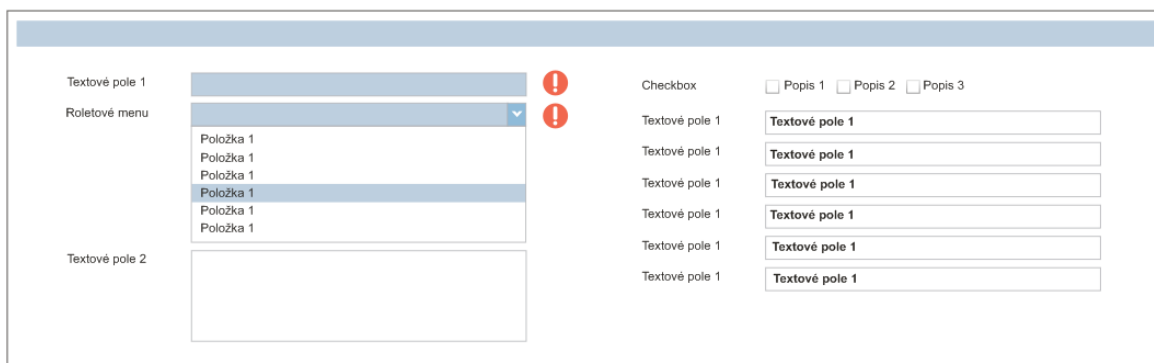 Textové pole 1
Roletové menu
Položka 1
Položka 1
Položka 1
Položka 1
Položka 1
Položka 1
Textové pole 2
Checkbox Popis 1 Popis 2 Popis 3
Textové pole 1 Textové pole 1
Textové pole 1 Textové pole 1
Textové pole 1 Textové pole 1
Textové pole 1 Textové pole 1
Textové pole 1 Textové pole 1
Textové pole 1 Textové pole 1